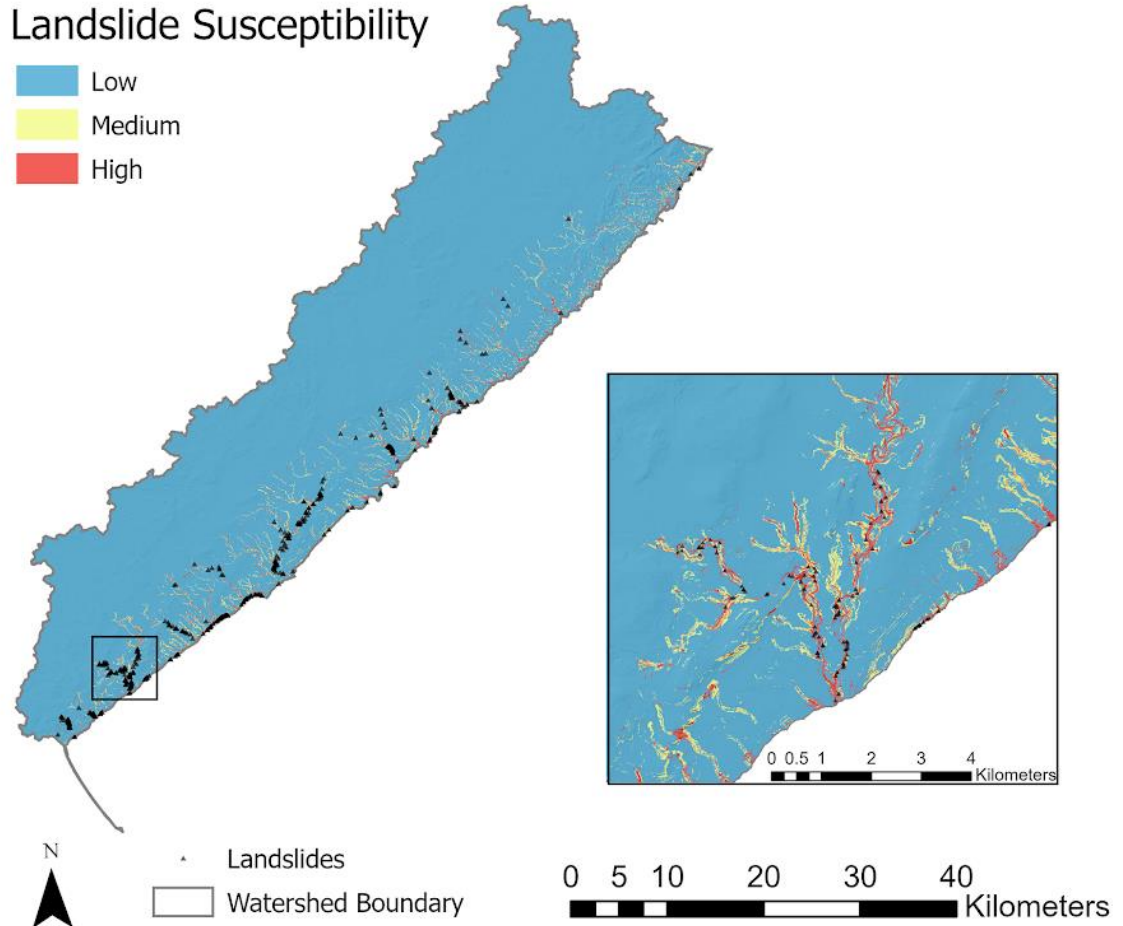 Landslide Susceptibility
Low
Medium
High
0 0.5 1 2 3 4
Kilometers
N
Landslides
Watershed Boundary
0 5 10 20 30 40
Kilometers